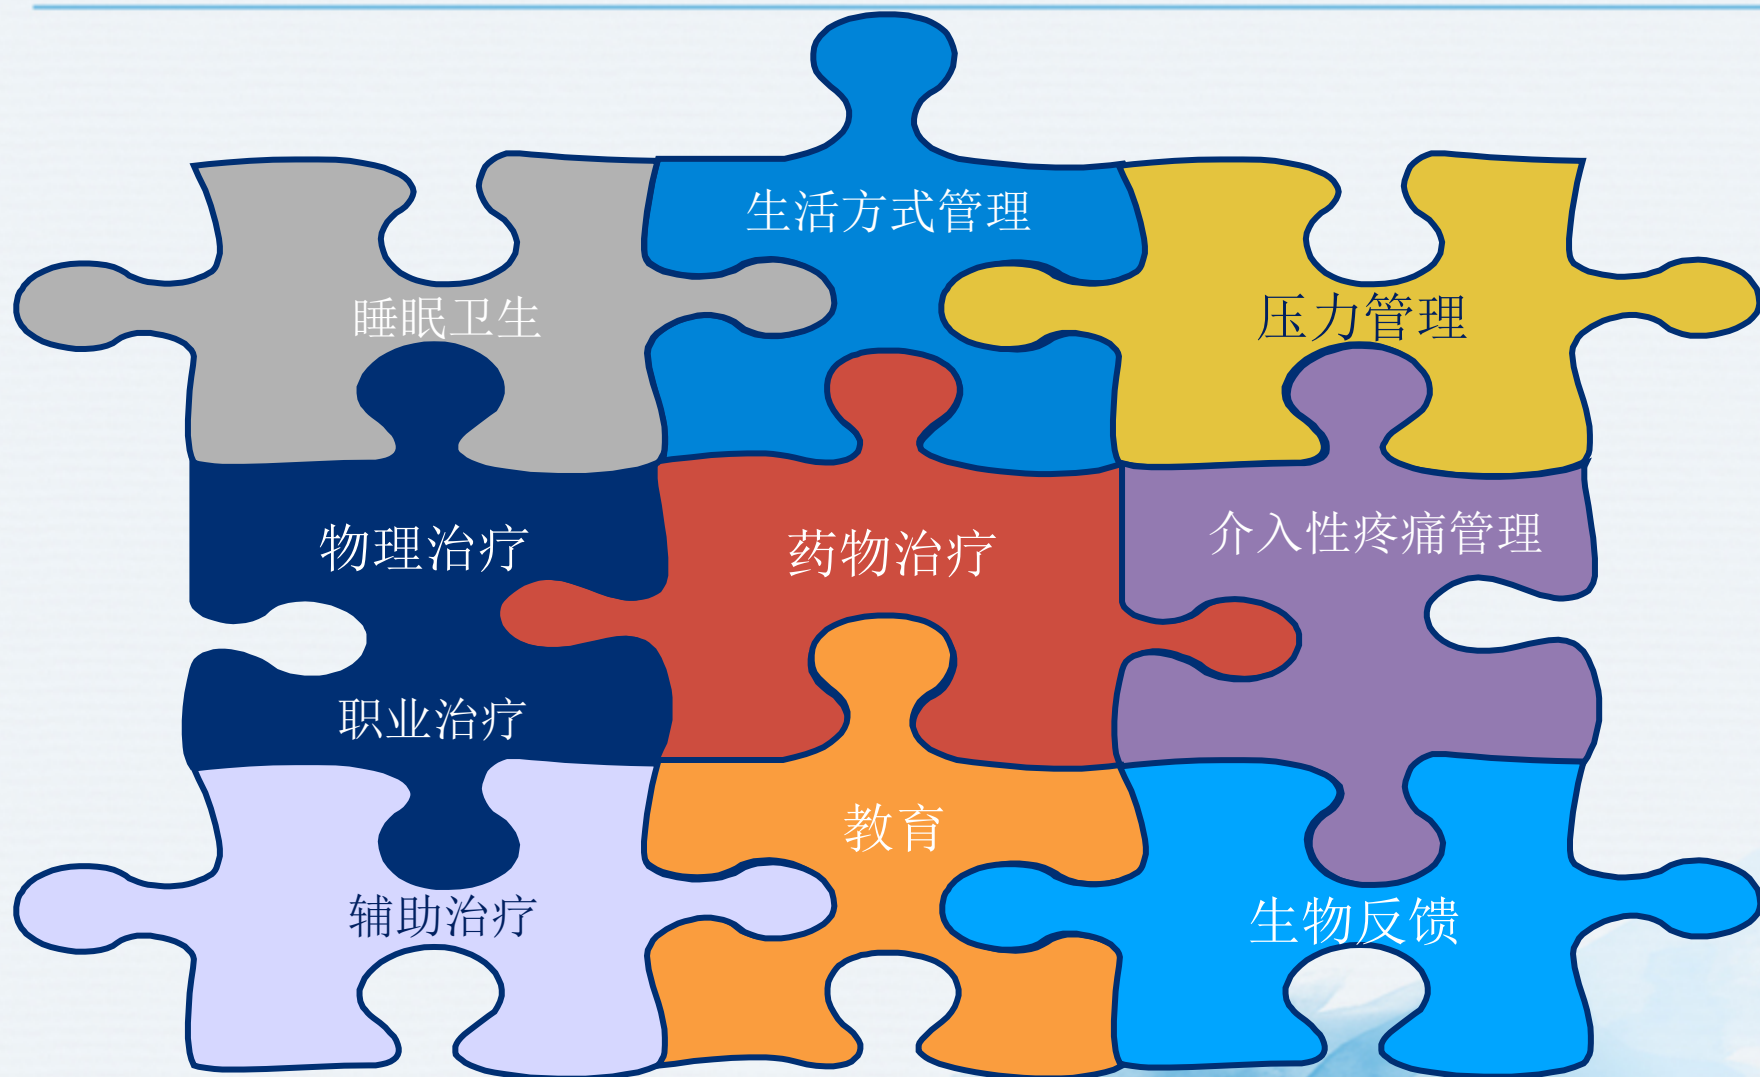 生活方式管理
睡眠卫生
压力管理
物理治疗
药物治疗
介入性疼痛管理
职业治疗
教育
辅助治疗
生物反馈